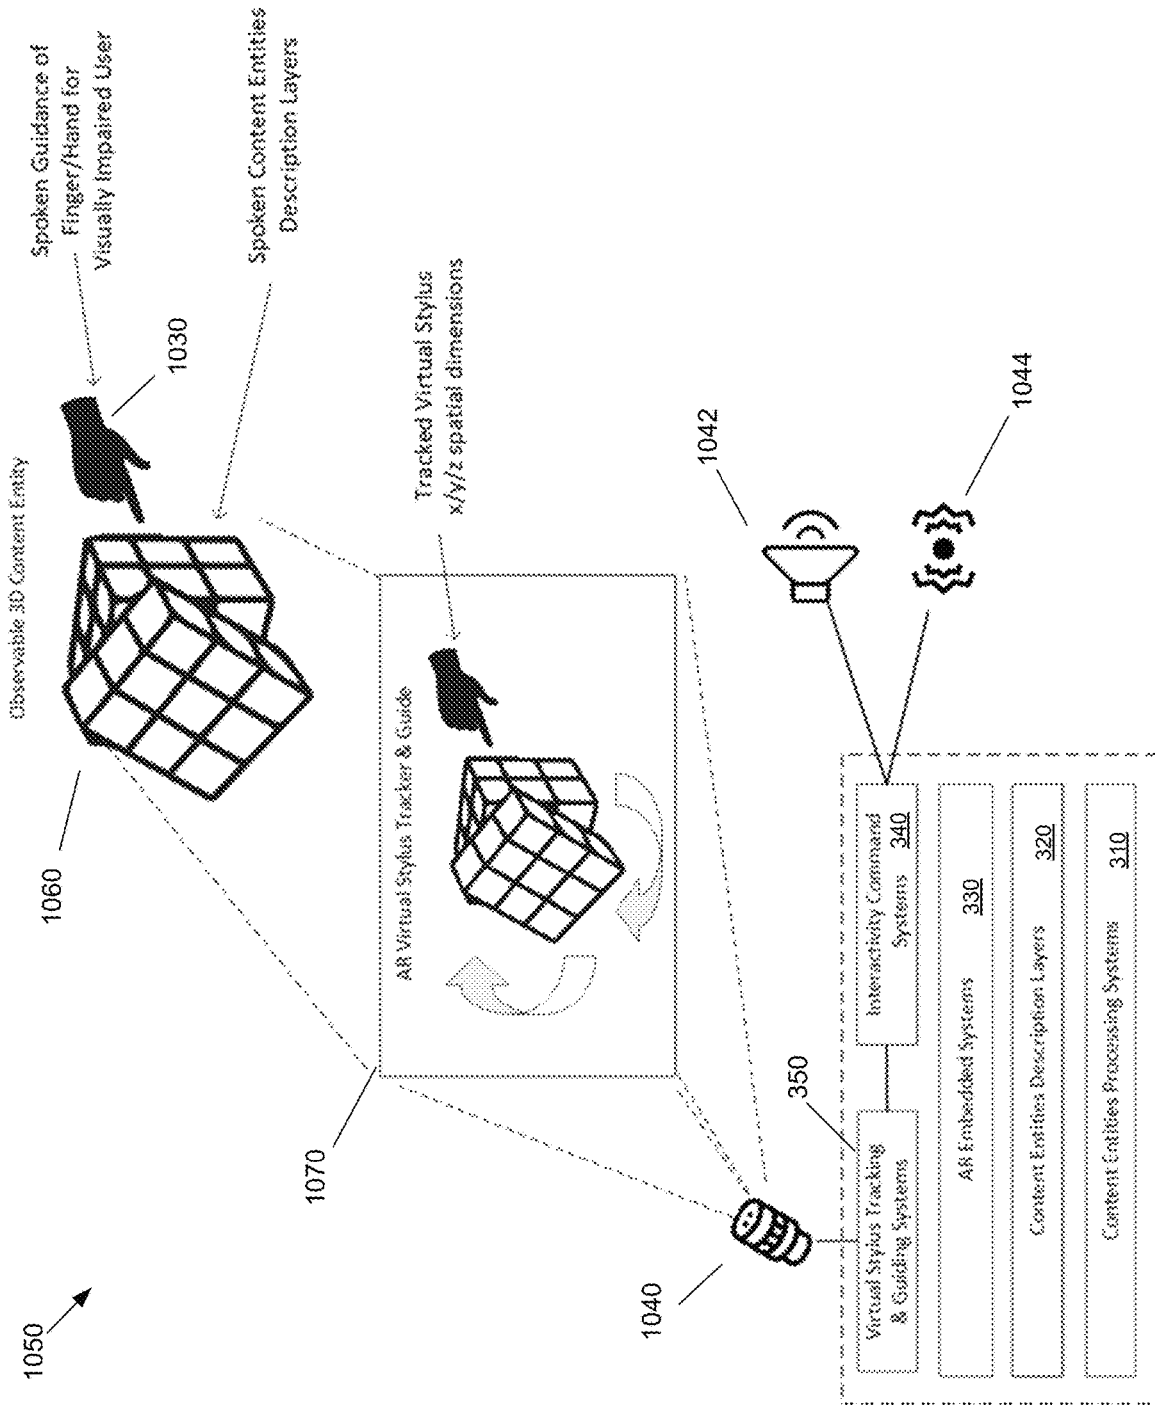 1050
Observable 3D Content Entity
Spoken Guidance of
Finger/Hand for
Visually Impaired User
1030
1060
Spoken Content Entities
Description Layers
1070
AR Virtual Stylus Tracker & Guide
Tracked Virtual Stylus
x/y/z spatial dimensions
1040
1042
1044
350
Virtual Stylus Tracking
& Guiding Systems
Interactivity Command
Systems 340
AR Embedded Systems 330
Content Entities Description Layers 320
Content Entities Processing Systems 310